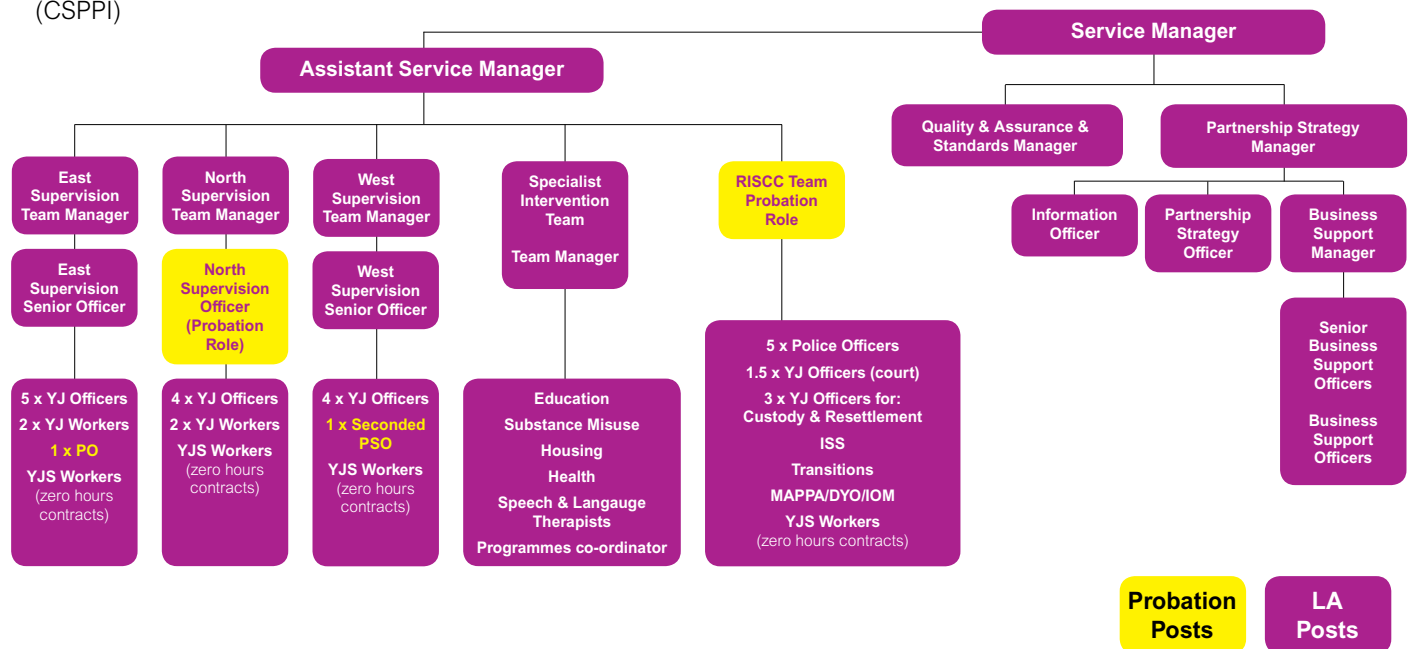 (CSPPI)
Service Manager
Assistant Service Manager
Quality & Assurance &
Standards Manager
Partnership Strategy
Manager
East
Supervision
Team Manager
North
Supervision
Team Manager
West
Supervision
Team Manager
Specialist
Intervention
Team
Team Manager
RISCC Team
Probation
Role
Information
Officer
Partnership
Strategy
Officer
Business
Support
Manager
East
Supervision
Senior Officer
North
Supervision
Officer
(Probation
Role)
West
Supervision
Senior Officer
Senior
Business
Support
Officers
Business
Support
Officers
5 x YJ Officers
2 x YJ Workers
1 x PO
YJS Workers
(zero hours
contracts)
4 x YJ Officers
2 x YJ Workers
YJS Workers
(zero hours
contracts)
4 x YJ Officers
1 x Seconded
PSO
YJS Workers
(zero hours
contracts)
Education
Substance Misuse
Housing
Health
Speech & Langauge
Therapists
Programmes co-ordinator
5 x Police Officers
1.5 x YJ Officers (court)
3 x YJ Officers for:
Custody & Resettlement
ISS
Transitions
MAPPA/DYO/IOM
YJS Workers
(zero hours contracts)
Probation
Posts
LA
Posts